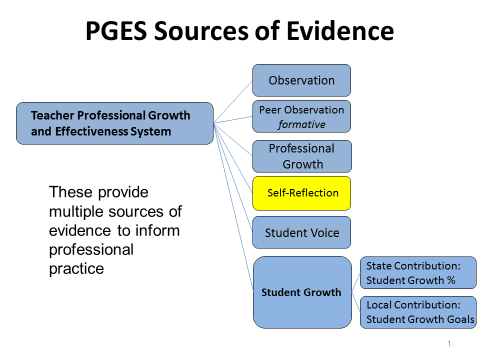 PGES Sources of Evidence
Observation
Teacher Professional Growth
and Effectiveness System
Peer Observation
formative
Professional
Growth
Self-Reflection
These provide
multiple sources of
evidence to inform
professional
practice
Student Voice
Student Growth
State Contribution:
Student Growth %
Local Contribution:
Student Growth Goals
1